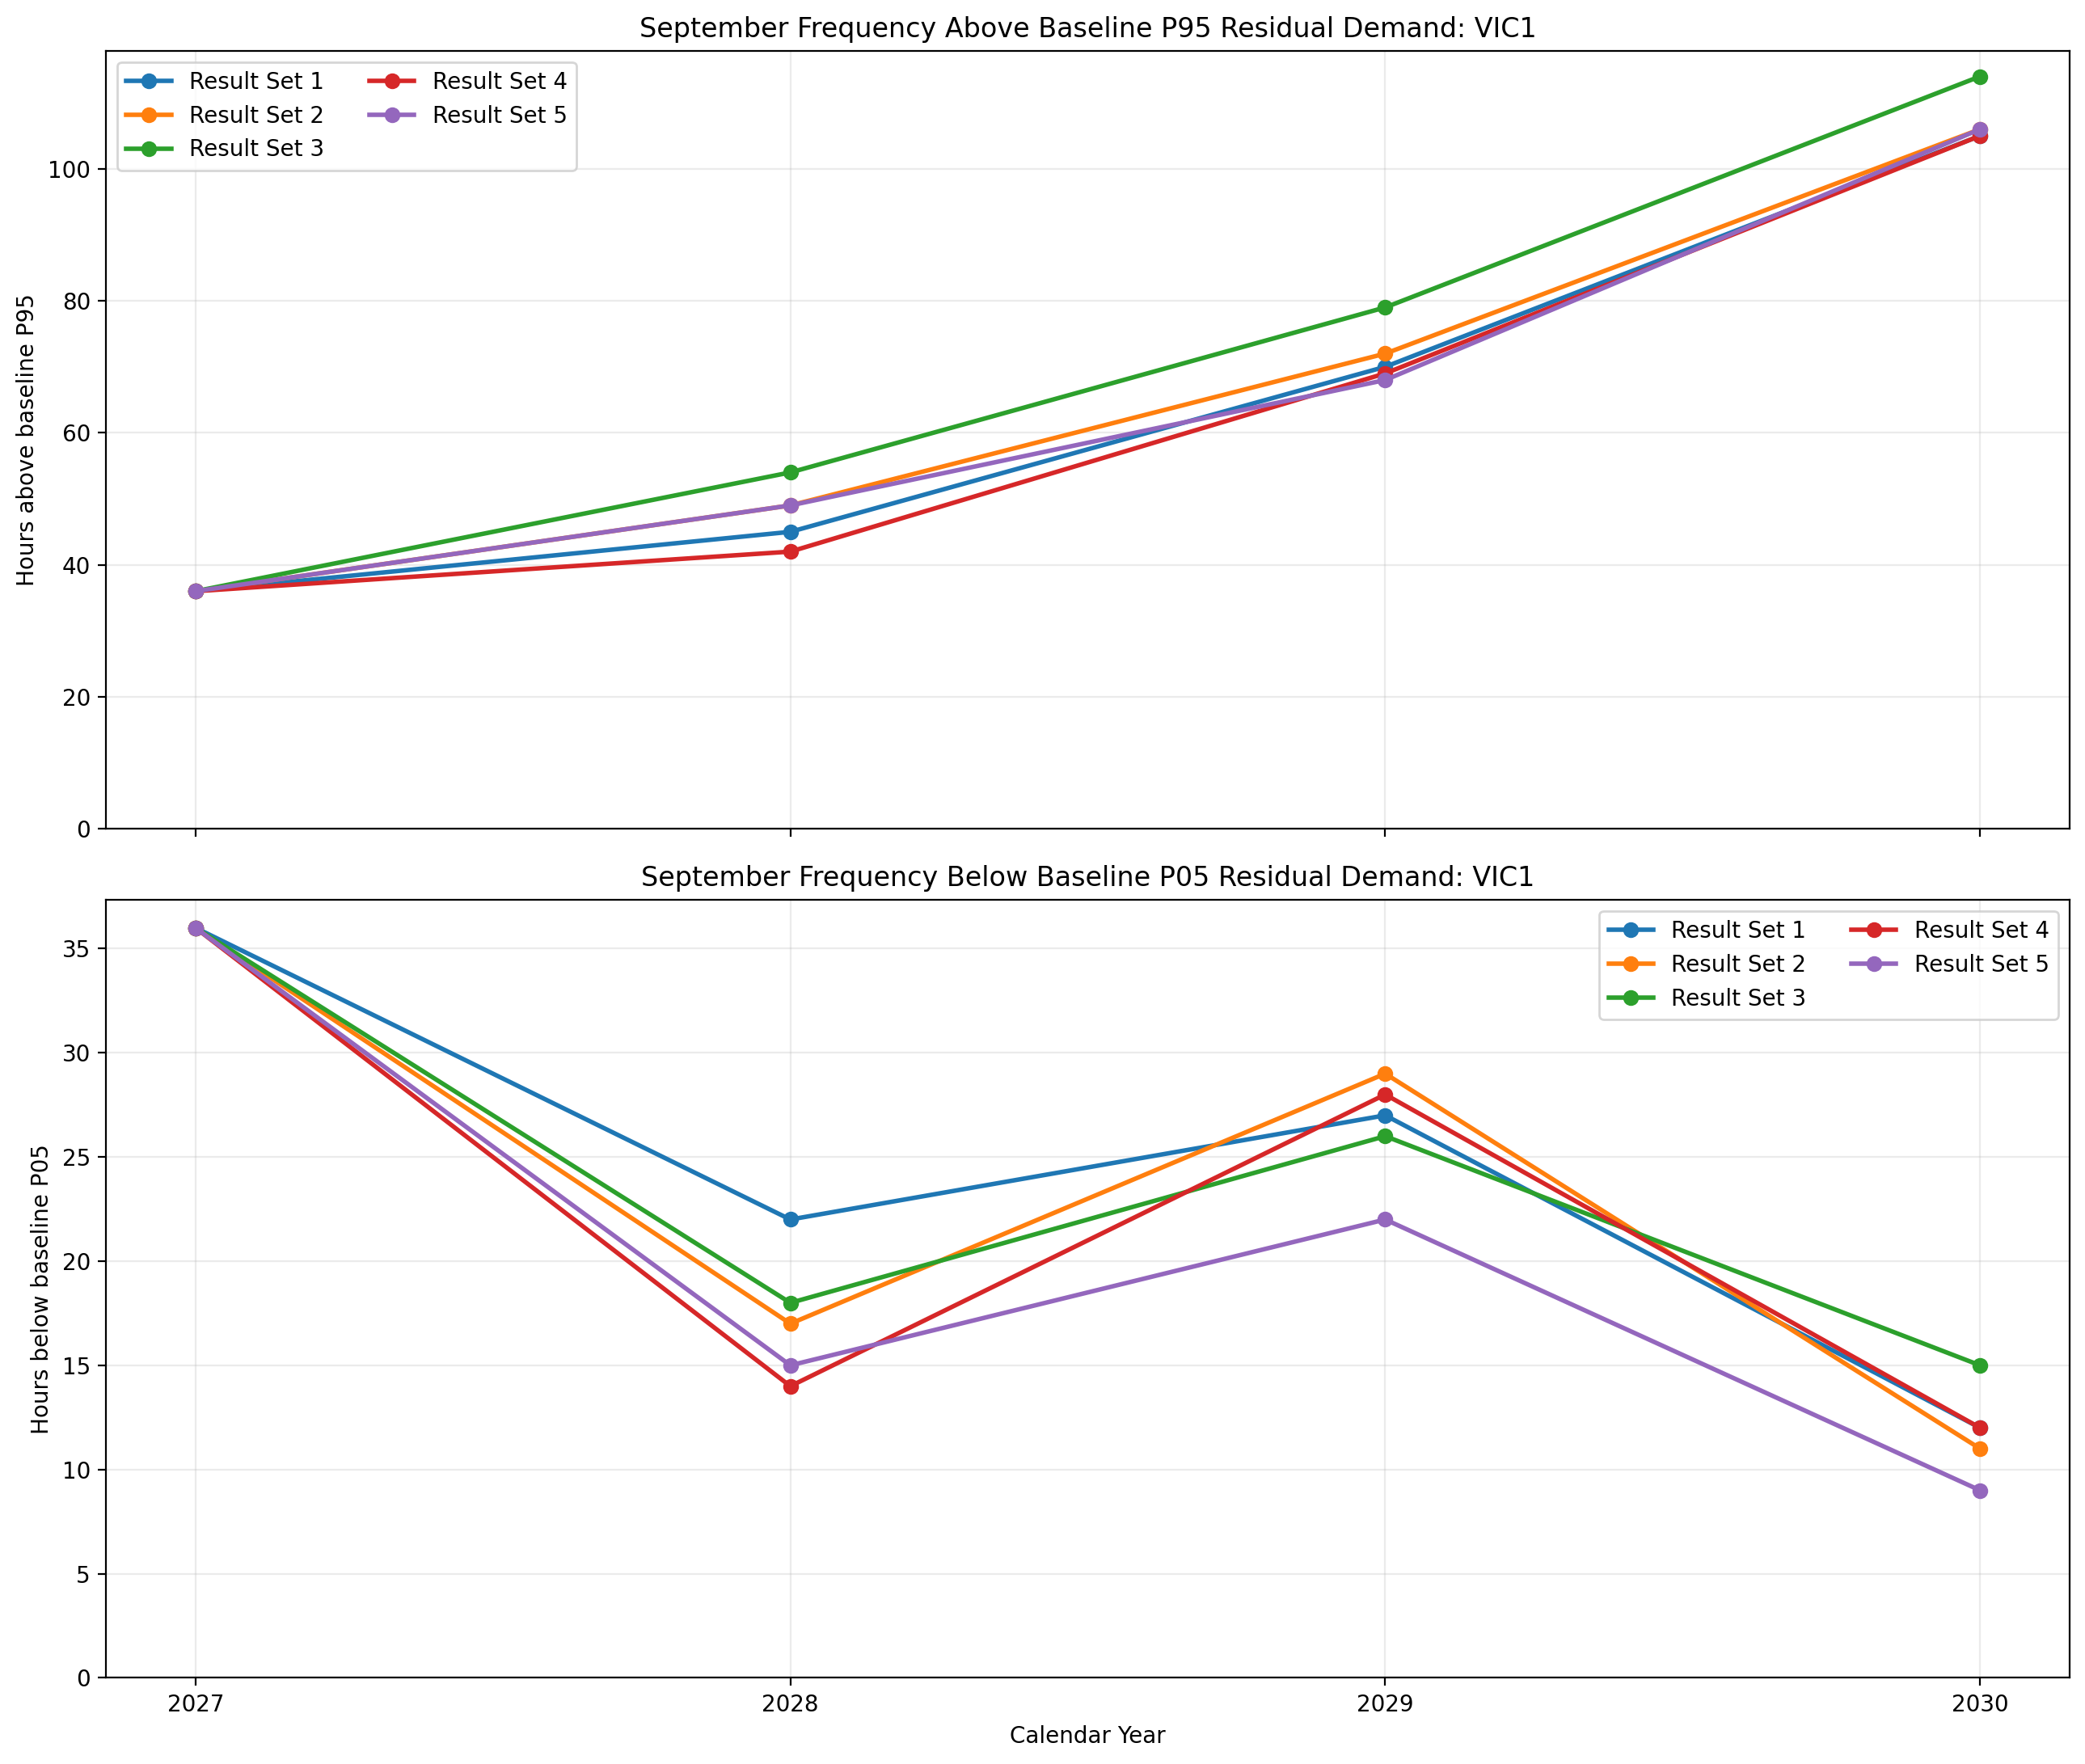 September Frequency Above Baseline P95 Residual Demand: VIC1
Result Set 1
Result Set 2
Result Set 3
Result Set 4
Result Set 5
Hours above baseline P95
100
80
60
40
20
0
September Frequency Below Baseline P05 Residual Demand: VIC1
Result Set 1
Result Set 2
Result Set 3
Result Set 4
Result Set 5
Hours below baseline P05
35
30
25
20
15
10
5
0
2027 2028 2029 2030
Calendar Year